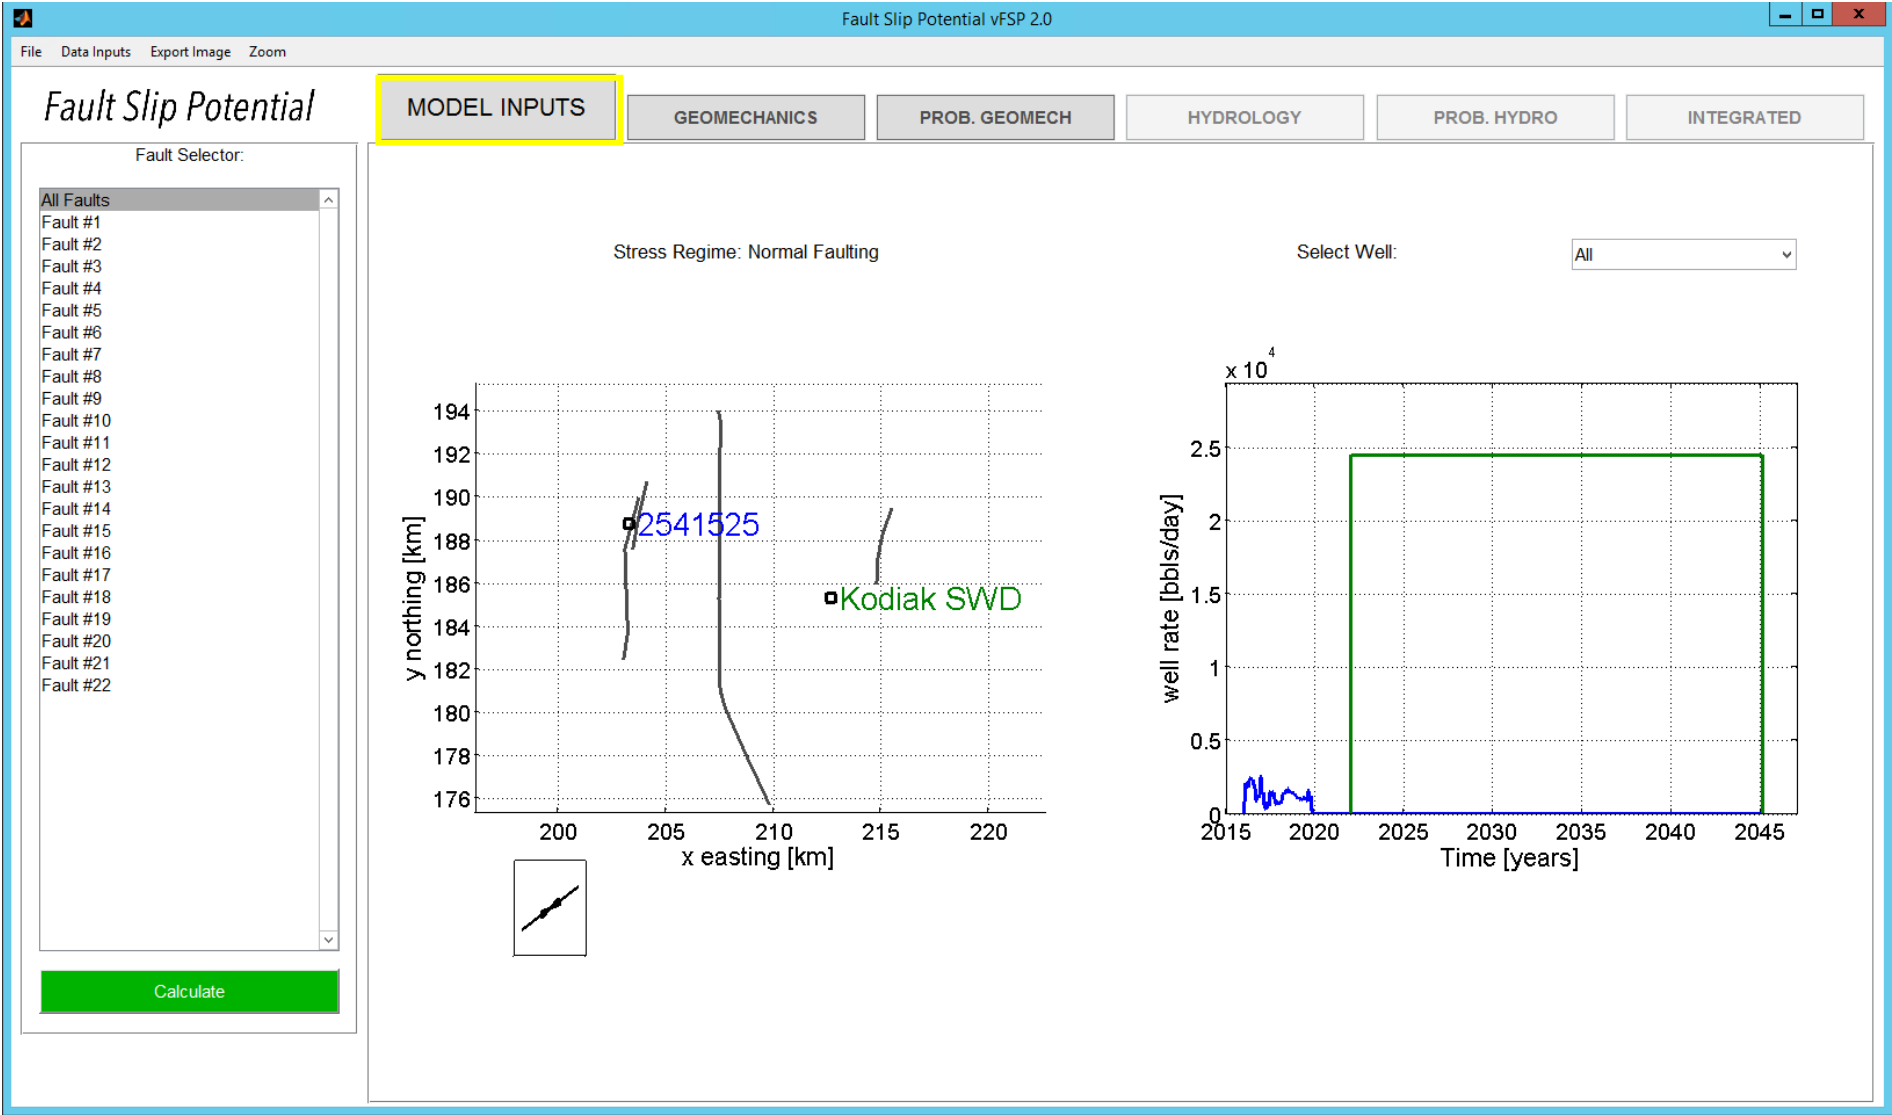 Fault Slip Potential vFSP 2.0
File Data Inputs Export Image Zoom
Fault Slip Potential
MODEL INPUTS
GEOMECHANICS
PROB. GEOMECH
HYDROLOGY
PROB. HYDRO
INTEGRATED
Fault Selector:
All Faults
Fault #1
Fault #2
Fault #3
Fault #4
Fault #5
Fault #6
Fault #7
Fault #8
Fault #9
Fault #10
Fault #11
Fault #12
Fault #13
Fault #14
Fault #15
Fault #16
Fault #17
Fault #18
Fault #19
Fault #20
Fault #21
Fault #22
Calculate
Stress Regime: Normal Faulting
194
192
190
188
186
184
182
180
178
176
y northing [km]
2541525
Kodiak SWD
200 205 210 215 220
x easting [km]
Select Well:
All
x 10 4
2.5
2
1.5
1
0.5
0
well rate [bbls/day]
2015 2020 2025 2030 2035 2040 2045
Time [years]